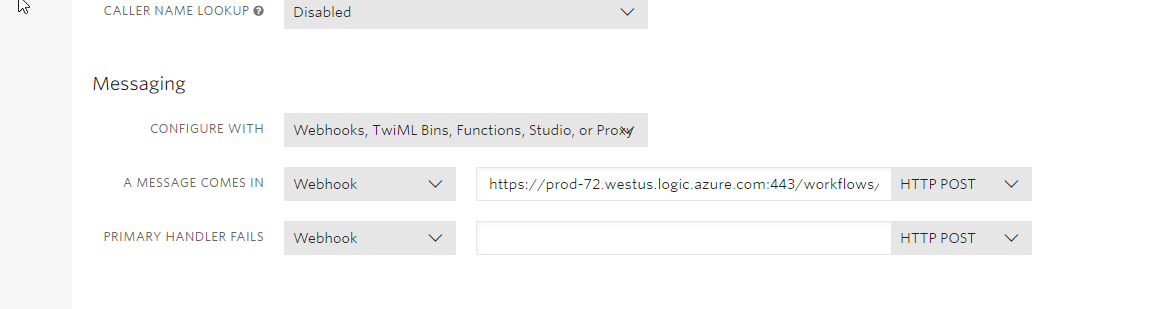 CALLER NAME LOOKUP ? Disabled
Messaging
CONFIGURE WITH Webhooks, TwiML Bins, Functions, Studio, or Proxy
A MESSAGE COMES IN Webhook https://prod-72.westus.logic.azure.com:443/workflows/ HTTP POST
PRIMARY HANDLER FAILS Webhook HTTP POST